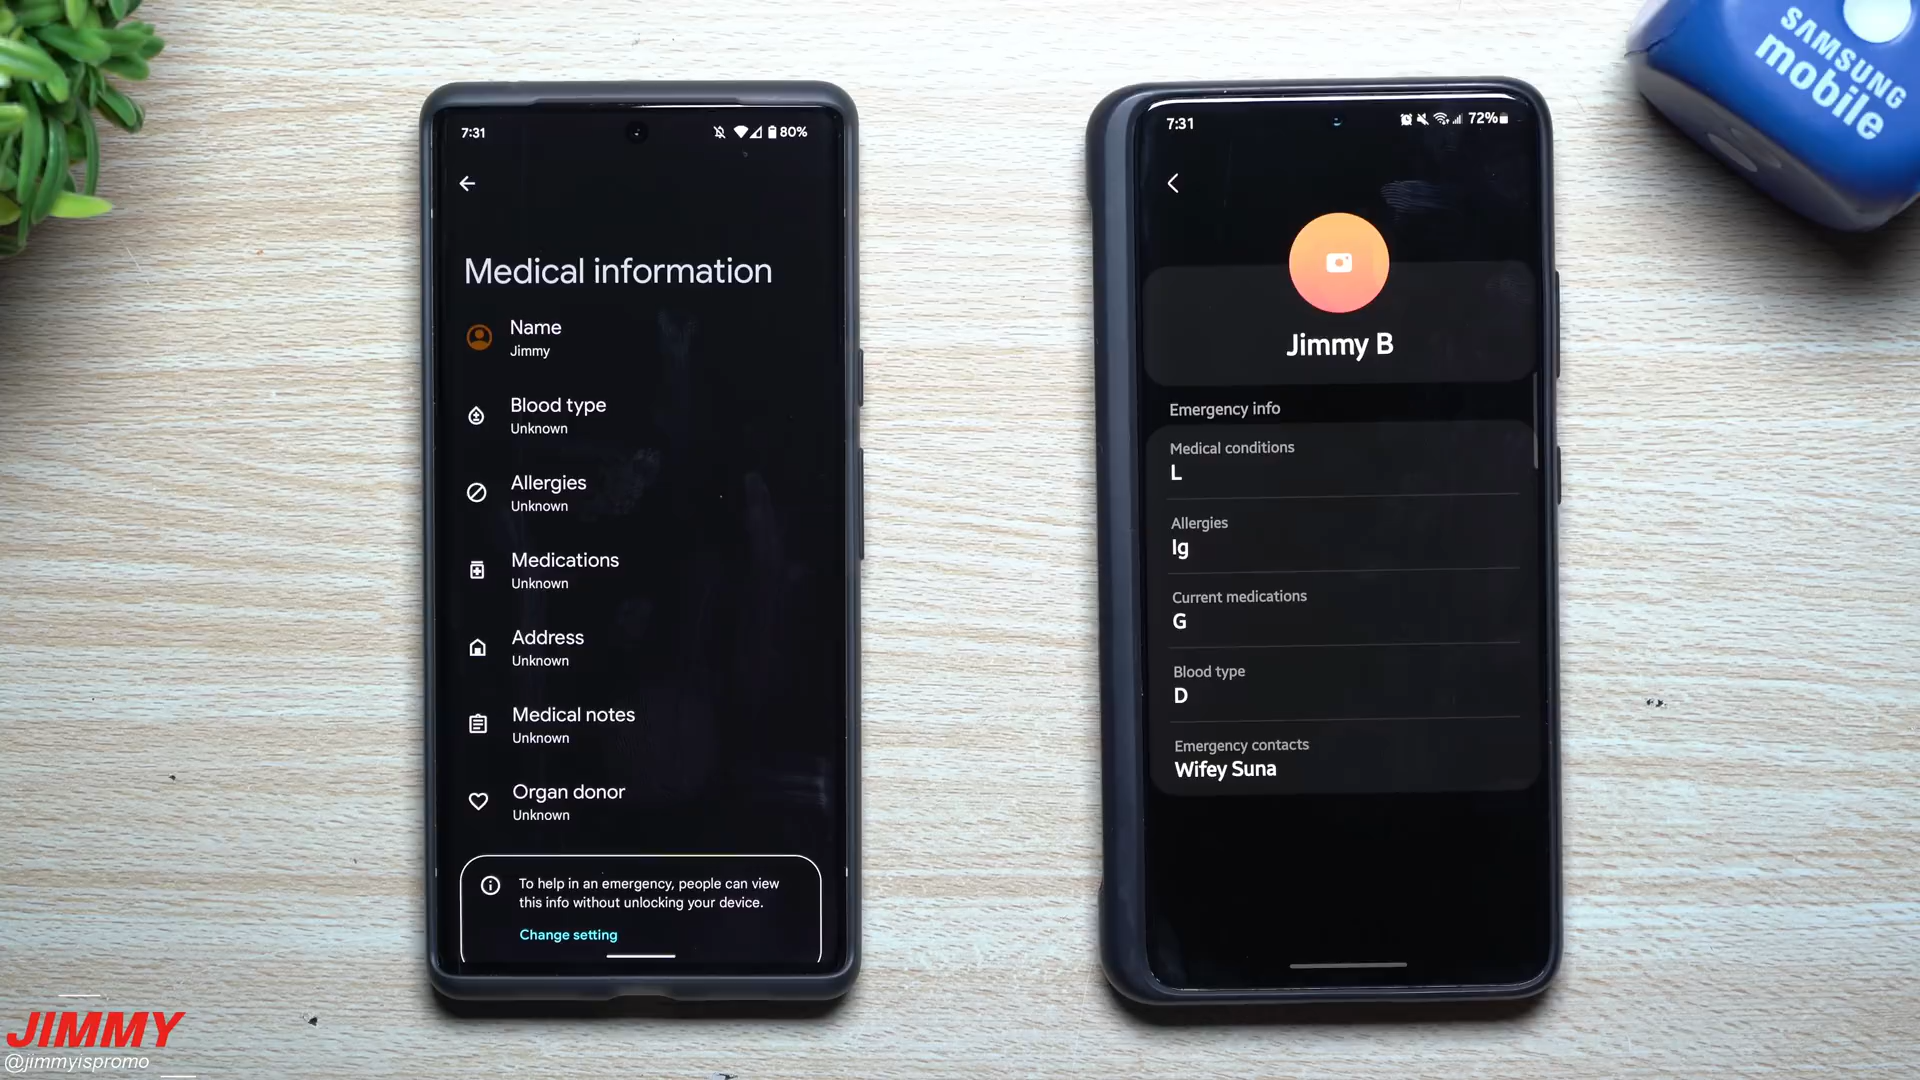 7:31
80%
Medical information
Name
Jimmy
Blood type
Unknown
Allergies
Unknown
Medications
Unknown
Address
Unknown
Medical notes
Unknown
Organ donor
Unknown
To help in an emergency, people can view
this info without unlocking your device.
Change setting
7:31
72%
Jimmy B
Emergency info
Medical conditions
L
Allergies
Ig
Current medications
G
Blood type
D
Emergency contacts
Wifey Suna
SAMSUNG
mobile
JIMMY
@jimmyispromo